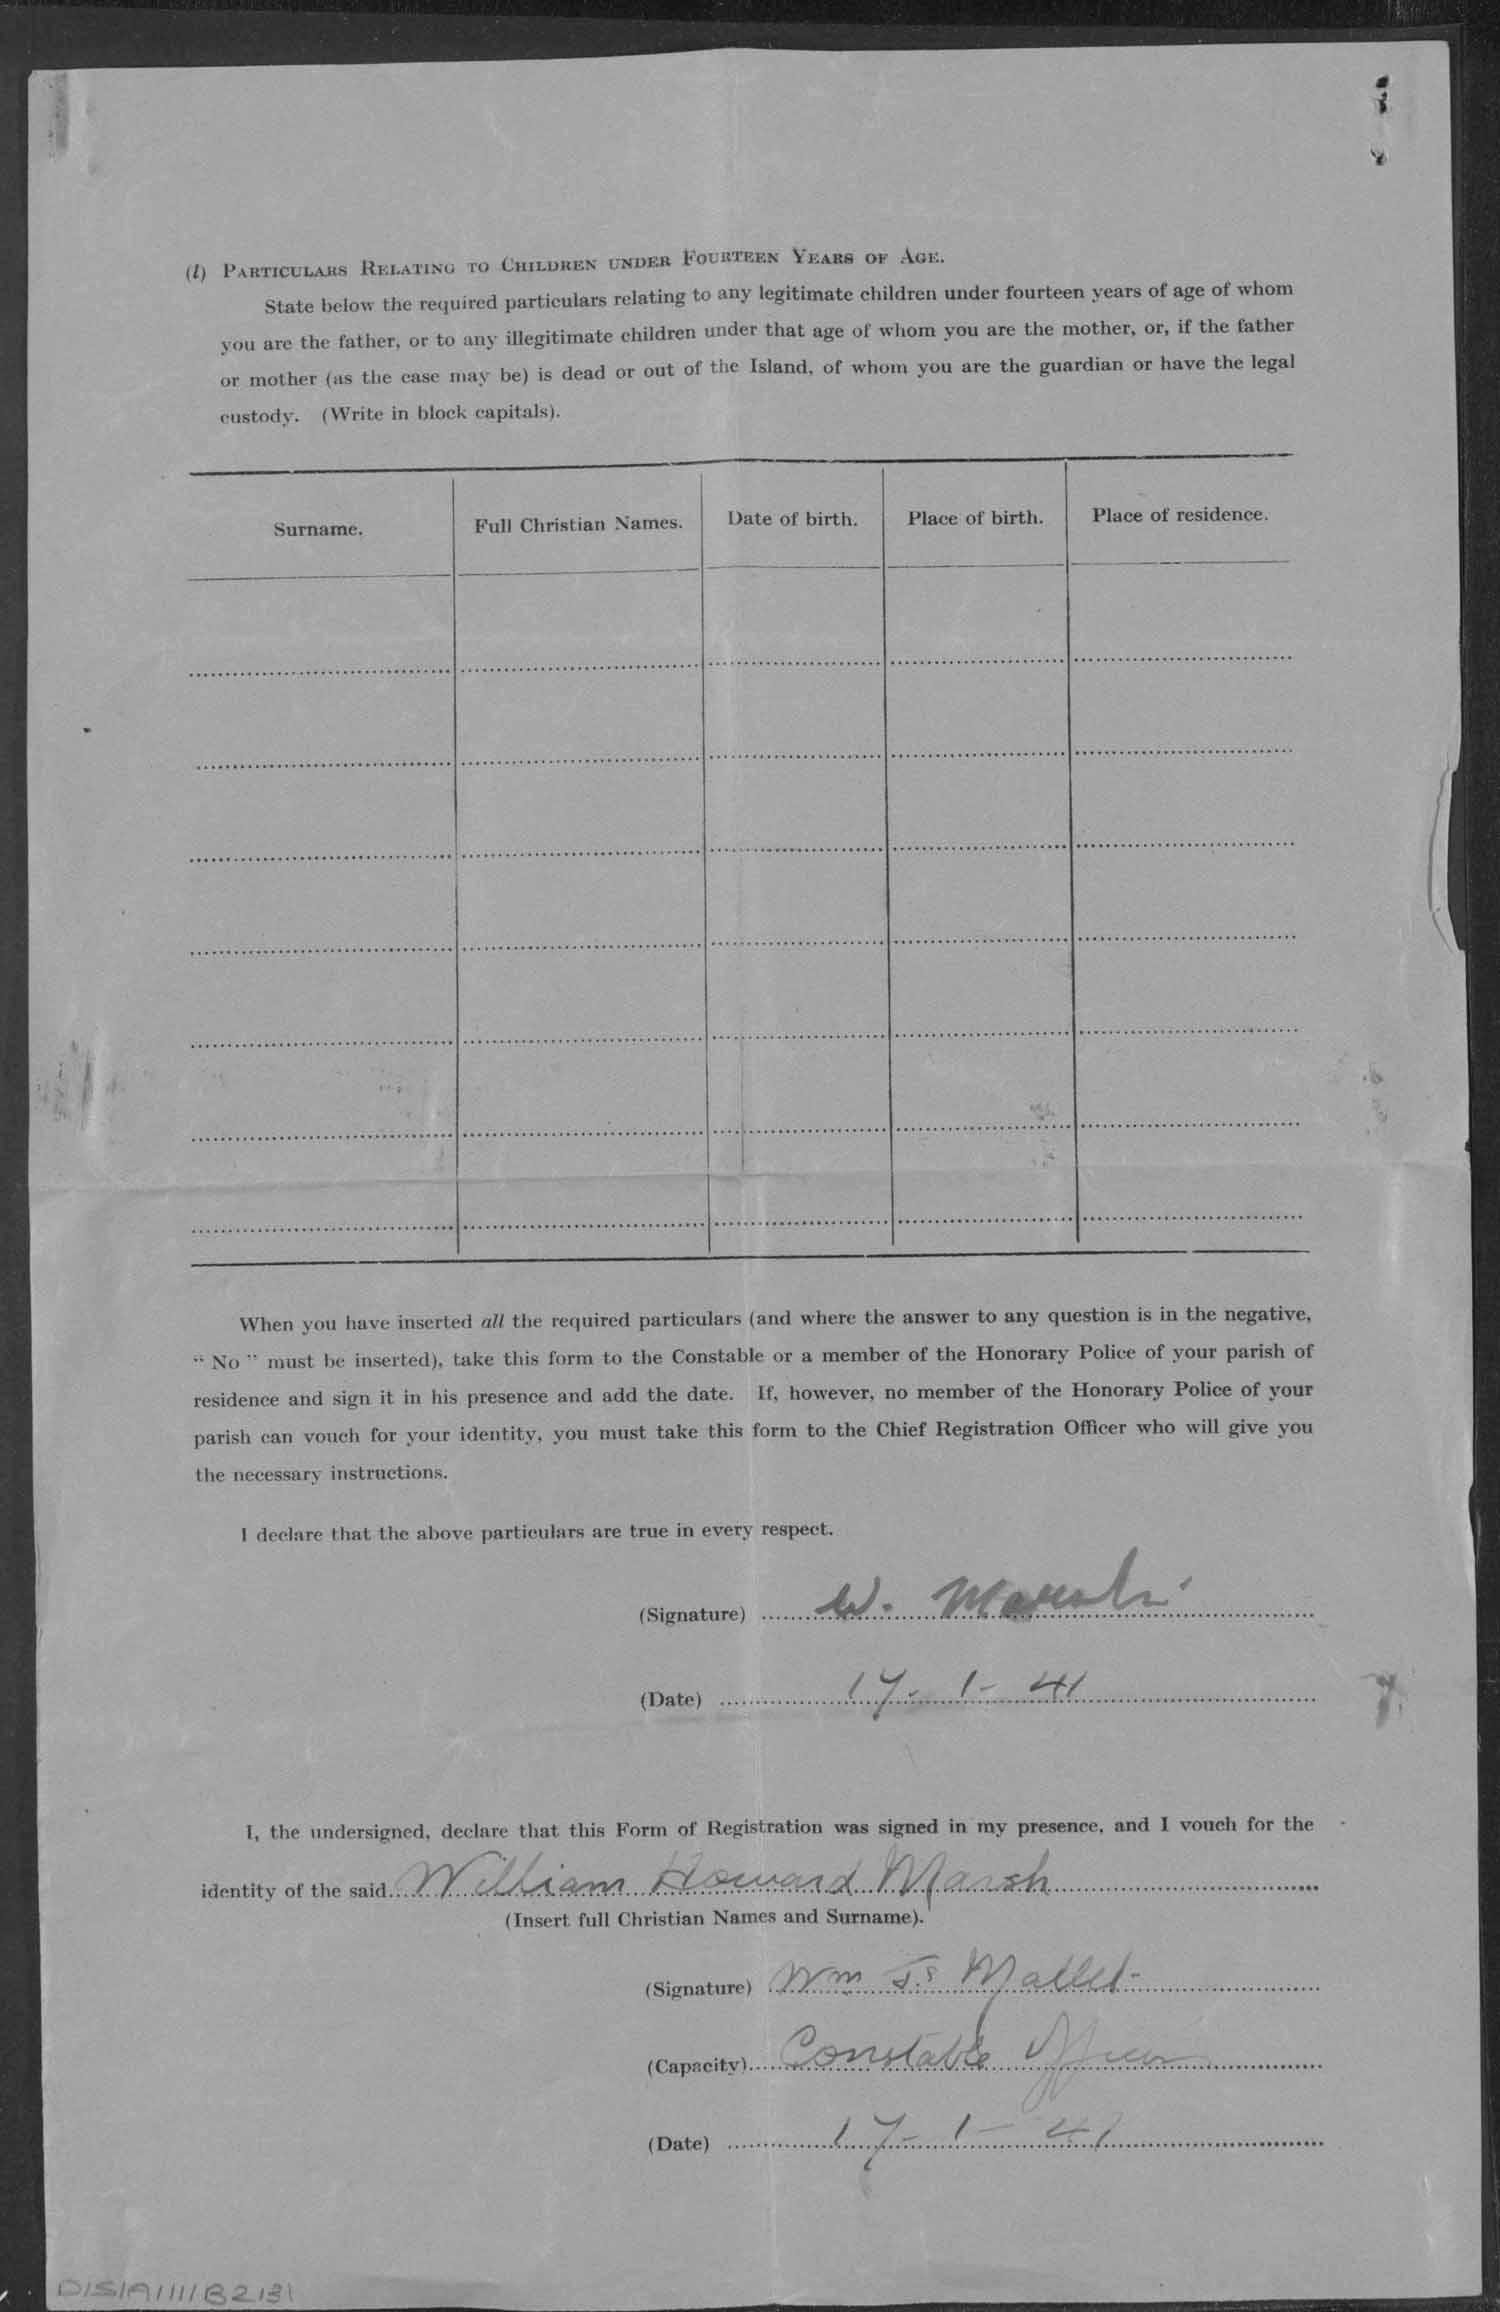 (l) PARTICULARS RELATING TO CHILDREN UNDER FOURTEEN YEARS OF AGE.
State below the required particulars relating to any legitimate children under fourteen years of age of whom
you are the father, or to any illegitimate children under that age of whom you are the mother, or, if the father
or mother (as the case may be) is dead or out of the Island, of whom you are the guardian or have the legal
custody. (Write in block capitals).
Surname. Full Christian Names. Date of birth. Place of birth. Place of residence.
When you have inserted all the required particulars (and where the answer to any question is in the negative,
" No " must be inserted), take this form to the Constable or a member of the Honorary Police of your parish of
residence and sign it in his presence and add the date. If, however, no member of the Honorary Police of your
parish can vouch for your identity, you must take this form to the Chief Registration Officer who will give you
the necessary instructions.
I declare that the above particulars are true in every respect.
(Signature) W. Marsh
(Date) 17-1-41
I, the undersigned, declare that this Form of Registration was signed in my presence, and I vouch for the
identity of the said William Howard Marsh
(Insert full Christian Names and Surname).
(Signature) Wm Js Mallet
(Capacity) Constable Officer
(Date) 17-1-41
D/S/A/11/B213